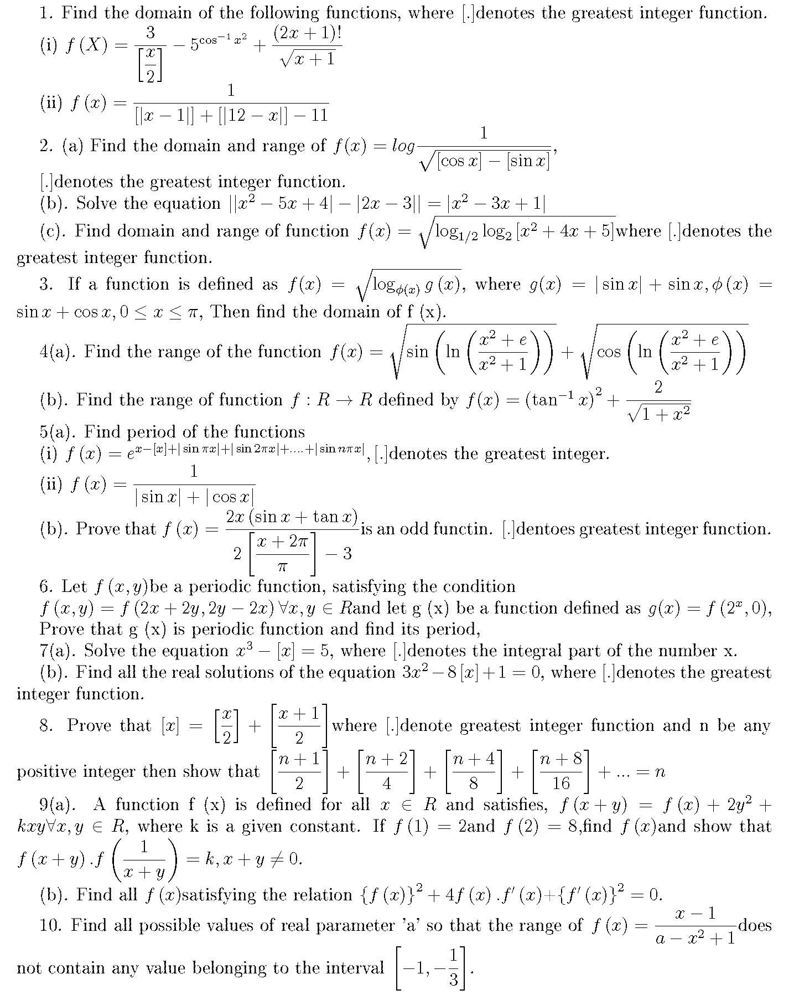 1. Find the domain of the following functions, where [.]denotes the greatest integer function.
(i) $f(X) = \dfrac{3}{\left[\dfrac{x}{2}\right]} - 5^{\cos^{-1} x^2} + \dfrac{(2x+1)!}{\sqrt{x+1}}$
(ii) $f(x) = \dfrac{1}{[|x-1|] + [|12-x|] - 11}$
2. (a) Find the domain and range of $f(x) = log \dfrac{1}{\sqrt{[\cos x] - [\sin x]}}$,
[.]denotes the greatest integer function.
(b). Solve the equation $||x^2 - 5x + 4| - |2x - 3|| = |x^2 - 3x + 1|$
(c). Find domain and range of function $f(x) = \sqrt{\log_{1/2} \log_2 [x^2 + 4x + 5]}$where [.]denotes the
greatest integer function.
3. If a function is defined as $f(x) = \sqrt{\log_{\phi(x)} g(x)}$, where $g(x) = |\sin x| + \sin x, \phi(x) =$
$\sin x + \cos x, 0 \leq x \leq \pi$, Then find the domain of f (x).
4(a). Find the range of the function $f(x) = \sqrt{\sin\left(\ln\left(\dfrac{x^2+e}{x^2+1}\right)\right)} + \sqrt{\cos\left(\ln\left(\dfrac{x^2+e}{x^2+1}\right)\right)}$
(b). Find the range of function $f : R \to R$ defined by $f(x) = (\tan^{-1} x)^2 + \dfrac{2}{\sqrt{1+x^2}}$
5(a). Find period of the functions
(i) $f(x) = e^{x-[x]+|\sin \pi x|+|\sin 2\pi x|+....+|\sin n\pi x|}$, [.]denotes the greatest integer.
(ii) $f(x) = \dfrac{1}{|\sin x| + |\cos x|}$
(b). Prove that $f(x) = \dfrac{2x(\sin x + \tan x)}{2\left[\dfrac{x+2\pi}{\pi}\right] - 3}$is an odd functin. [.]dentoes greatest integer function.
6. Let $f(x, y)$be a periodic function, satisfying the condition
$f(x, y) = f(2x + 2y, 2y - 2x) \forall x, y \in R$and let g (x) be a function defined as $g(x) = f(2^x, 0)$,
Prove that g (x) is periodic function and find its period,
7(a). Solve the equation $x^3 - [x] = 5$, where [.]denotes the integral part of the number x.
(b). Find all the real solutions of the equation $3x^2 - 8[x] + 1 = 0$, where [.]denotes the greatest
integer function.
8. Prove that $[x] = \left[\dfrac{x}{2}\right] + \left[\dfrac{x+1}{2}\right]$where [.]denote greatest integer function and n be any
positive integer then show that $\left[\dfrac{n+1}{2}\right] + \left[\dfrac{n+2}{4}\right] + \left[\dfrac{n+4}{8}\right] + \left[\dfrac{n+8}{16}\right] + ... = n$
9(a). A function f (x) is defined for all $x \in R$ and satisfies, $f(x+y) = f(x) + 2y^2 +$
$kxy \forall x, y \in R$, where k is a given constant. If $f(1) = 2$and $f(2) = 8$,find $f(x)$and show that
$f(x+y).f\left(\dfrac{1}{x+y}\right) = k, x + y \neq 0.$
(b). Find all $f(x)$satisfying the relation $\{f(x)\}^2 + 4f(x).f'(x) + \{f'(x)\}^2 = 0.$
10. Find all possible values of real parameter 'a' so that the range of $f(x) = \dfrac{x-1}{a-x^2+1}$does
not contain any value belonging to the interval $\left[-1, -\dfrac{1}{3}\right]$.